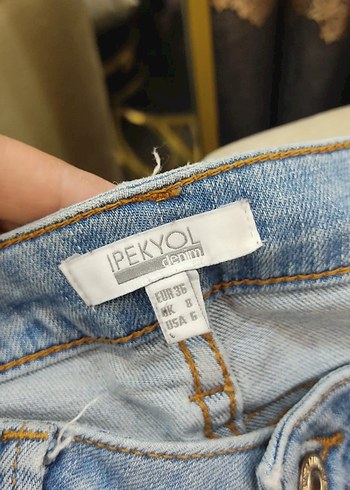 IPEKYOL
denim
EUR 36
UK 8
USA 6